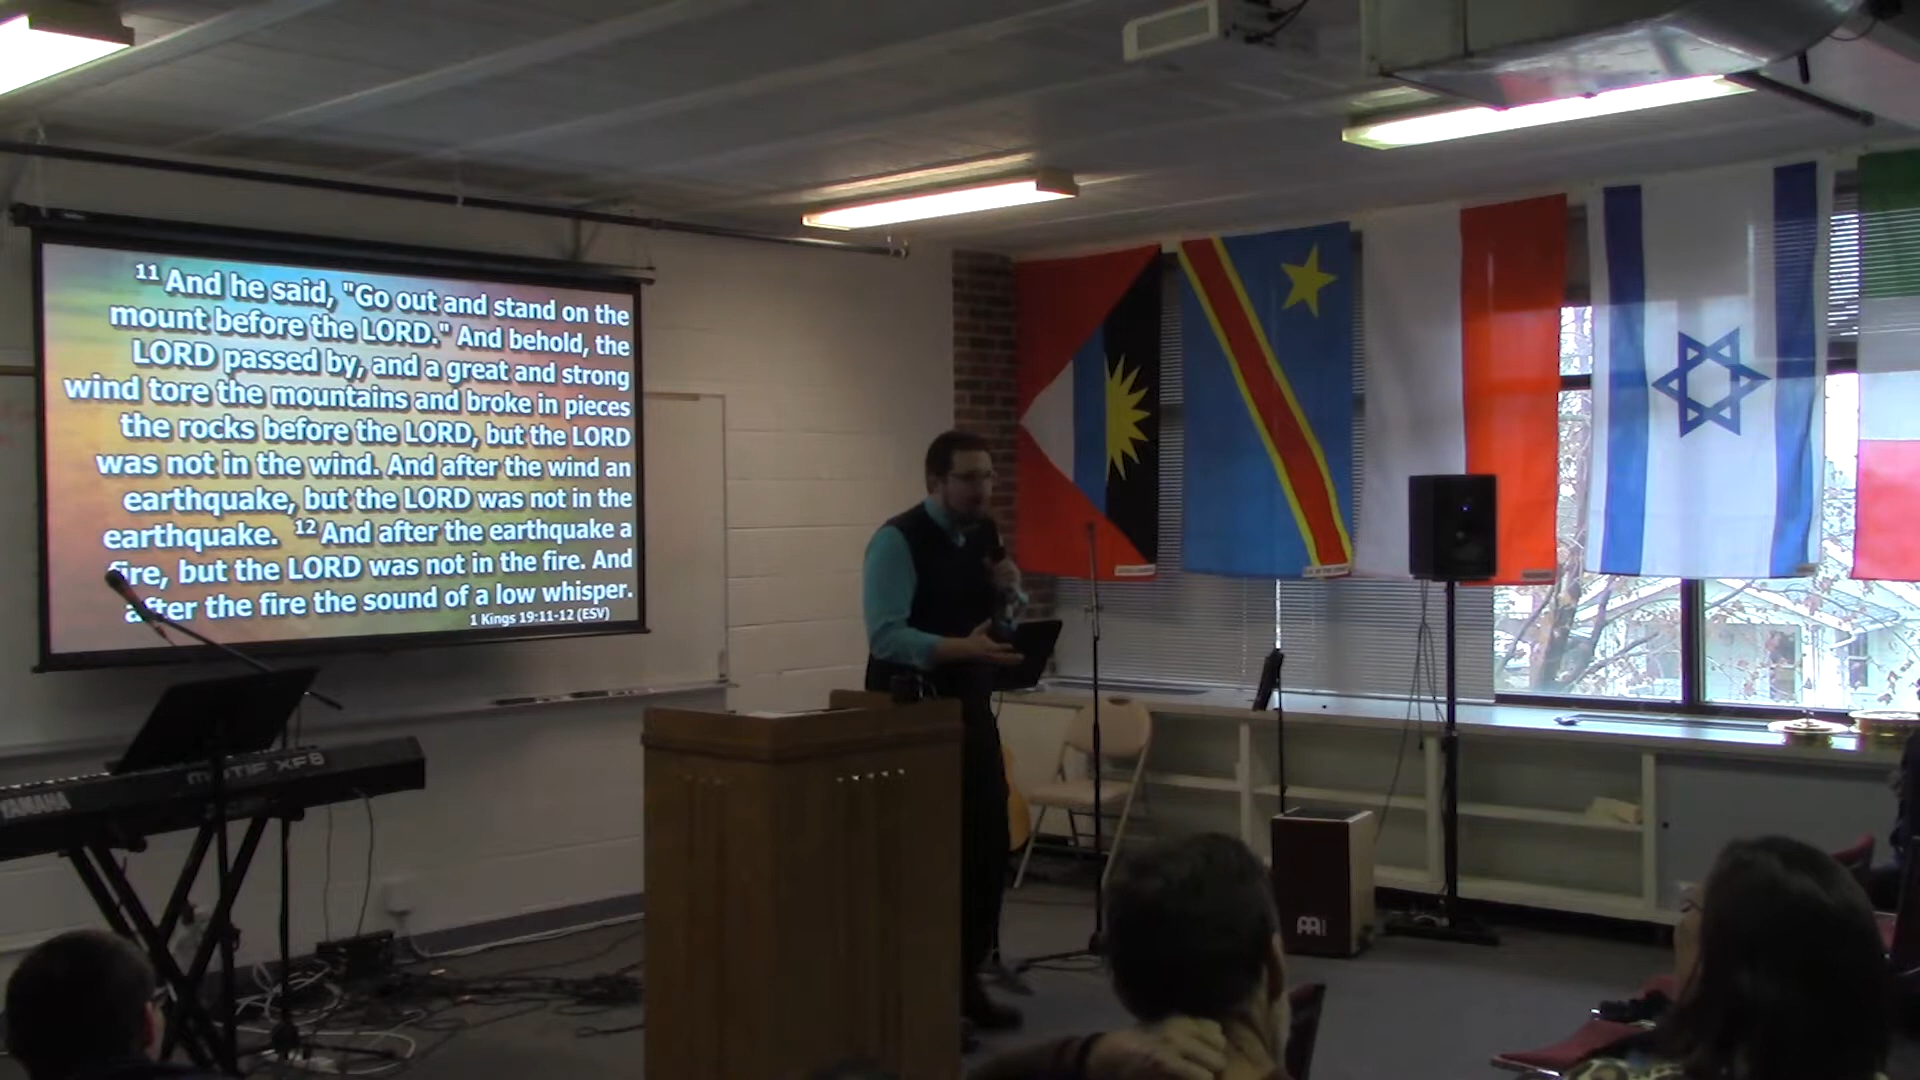 11 And he said, "Go out and stand on the
mount before the LORD." And behold, the
LORD passed by, and a great and strong
wind tore the mountains and broke in pieces
the rocks before the LORD, but the LORD
was not in the wind. And after the wind an
earthquake, but the LORD was not in the
earthquake. 12 And after the earthquake a
fire, but the LORD was not in the fire. And
after the fire the sound of a low whisper.
1 Kings 19:11-12 (ESV)
YAMAHA
MOTIF XF8